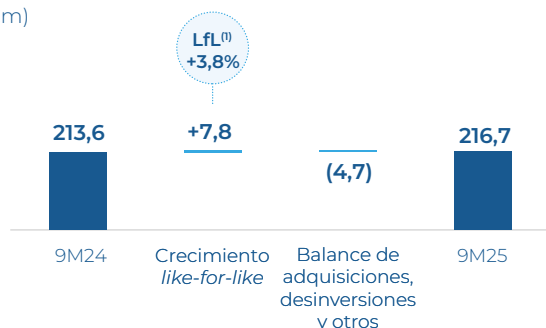 m)
LfL(1)
+3,8%
213,6
+7,8
(4,7)
216,7
9M24
Crecimiento
like-for-like
Balance de
adquisiciones,
desinversiones
y otros
9M25